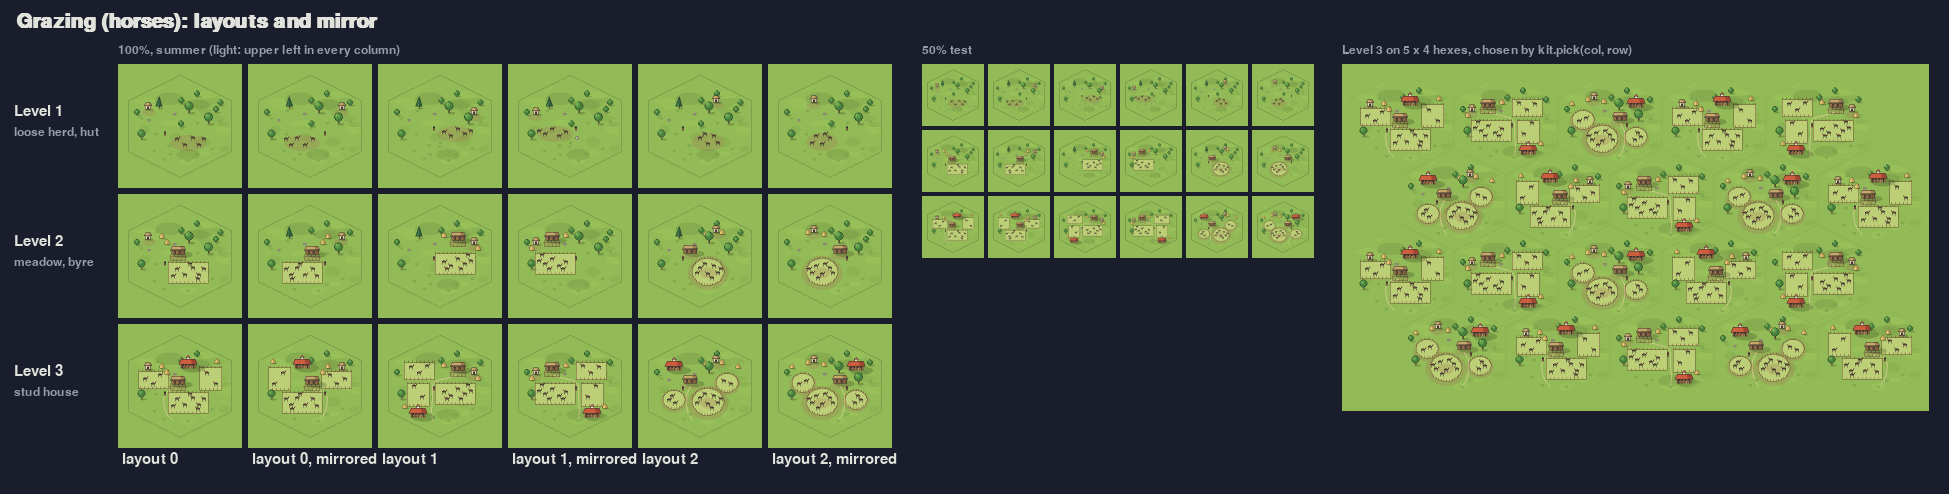 Grazing (horses): layouts and mirror
100%, summer (light: upper left in every column)
50% test
Level 3 on 5 x 4 hexes, chosen by kit.pick(col, row)
Level 1
loose herd, hut
Level 2
meadow, byre
Level 3
stud house
layout 0
layout 0, mirrored
layout 1
layout 1, mirrored
layout 2
layout 2, mirrored